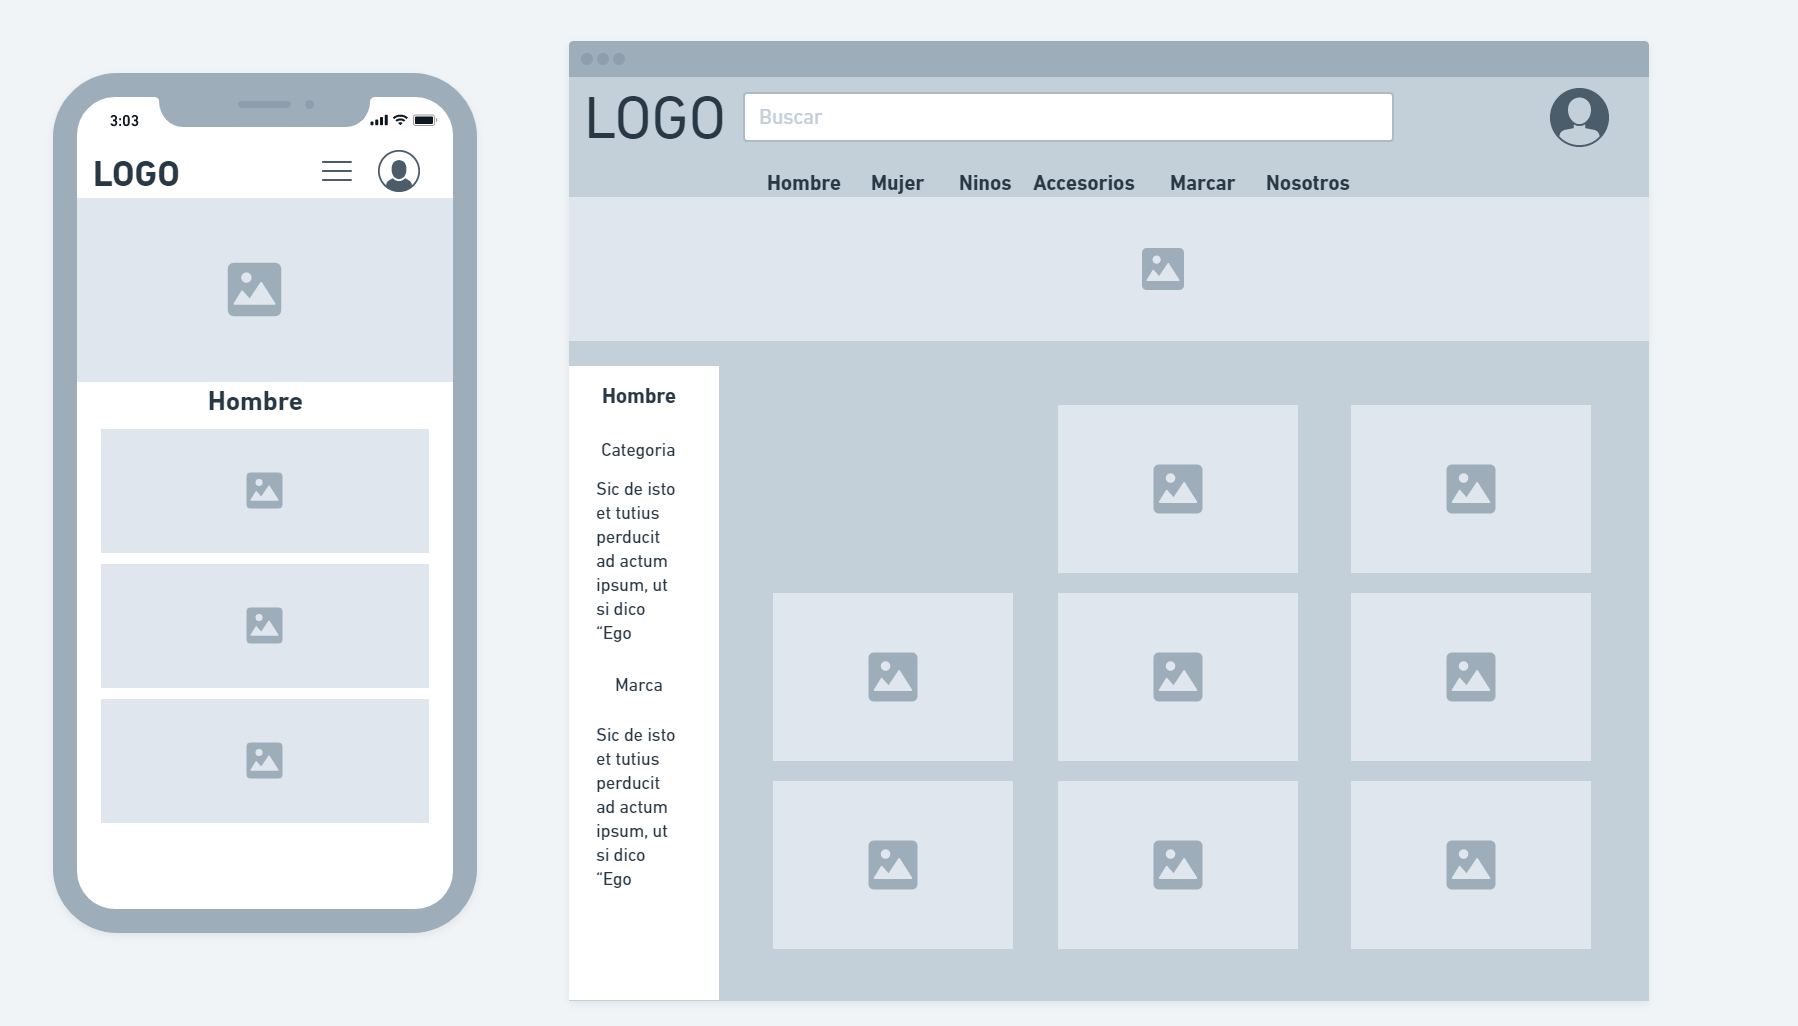 3:03
LOGO
Hombre
LOGO
Buscar
Hombre Mujer Ninos Accesorios Marcar Nosotros
Hombre
Categoria
Sic de isto
et tutius
perducit
ad actum
ipsum, ut
si dico
“Ego
Marca
Sic de isto
et tutius
perducit
ad actum
ipsum, ut
si dico
“Ego